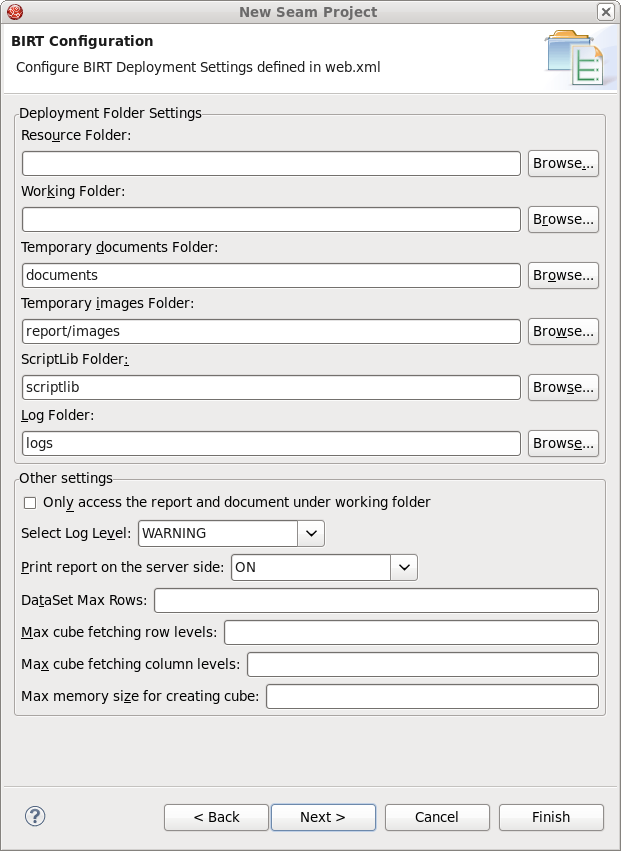 New Seam Project
BIRT Configuration
Configure BIRT Deployment Settings defined in web.xml
Deployment Folder Settings
Resource Folder:
Browse...
Working Folder:
Browse...
Temporary documents Folder:
documents Browse...
Temporary images Folder:
report/images Browse...
ScriptLib Folder:
scriptlib Browse...
Log Folder:
logs Browse...
Other settings
Only access the report and document under working folder
Select Log Level: WARNING
Print report on the server side: ON
DataSet Max Rows:
Max cube fetching row levels:
Max cube fetching column levels:
Max memory size for creating cube:
? < Back Next > Cancel Finish